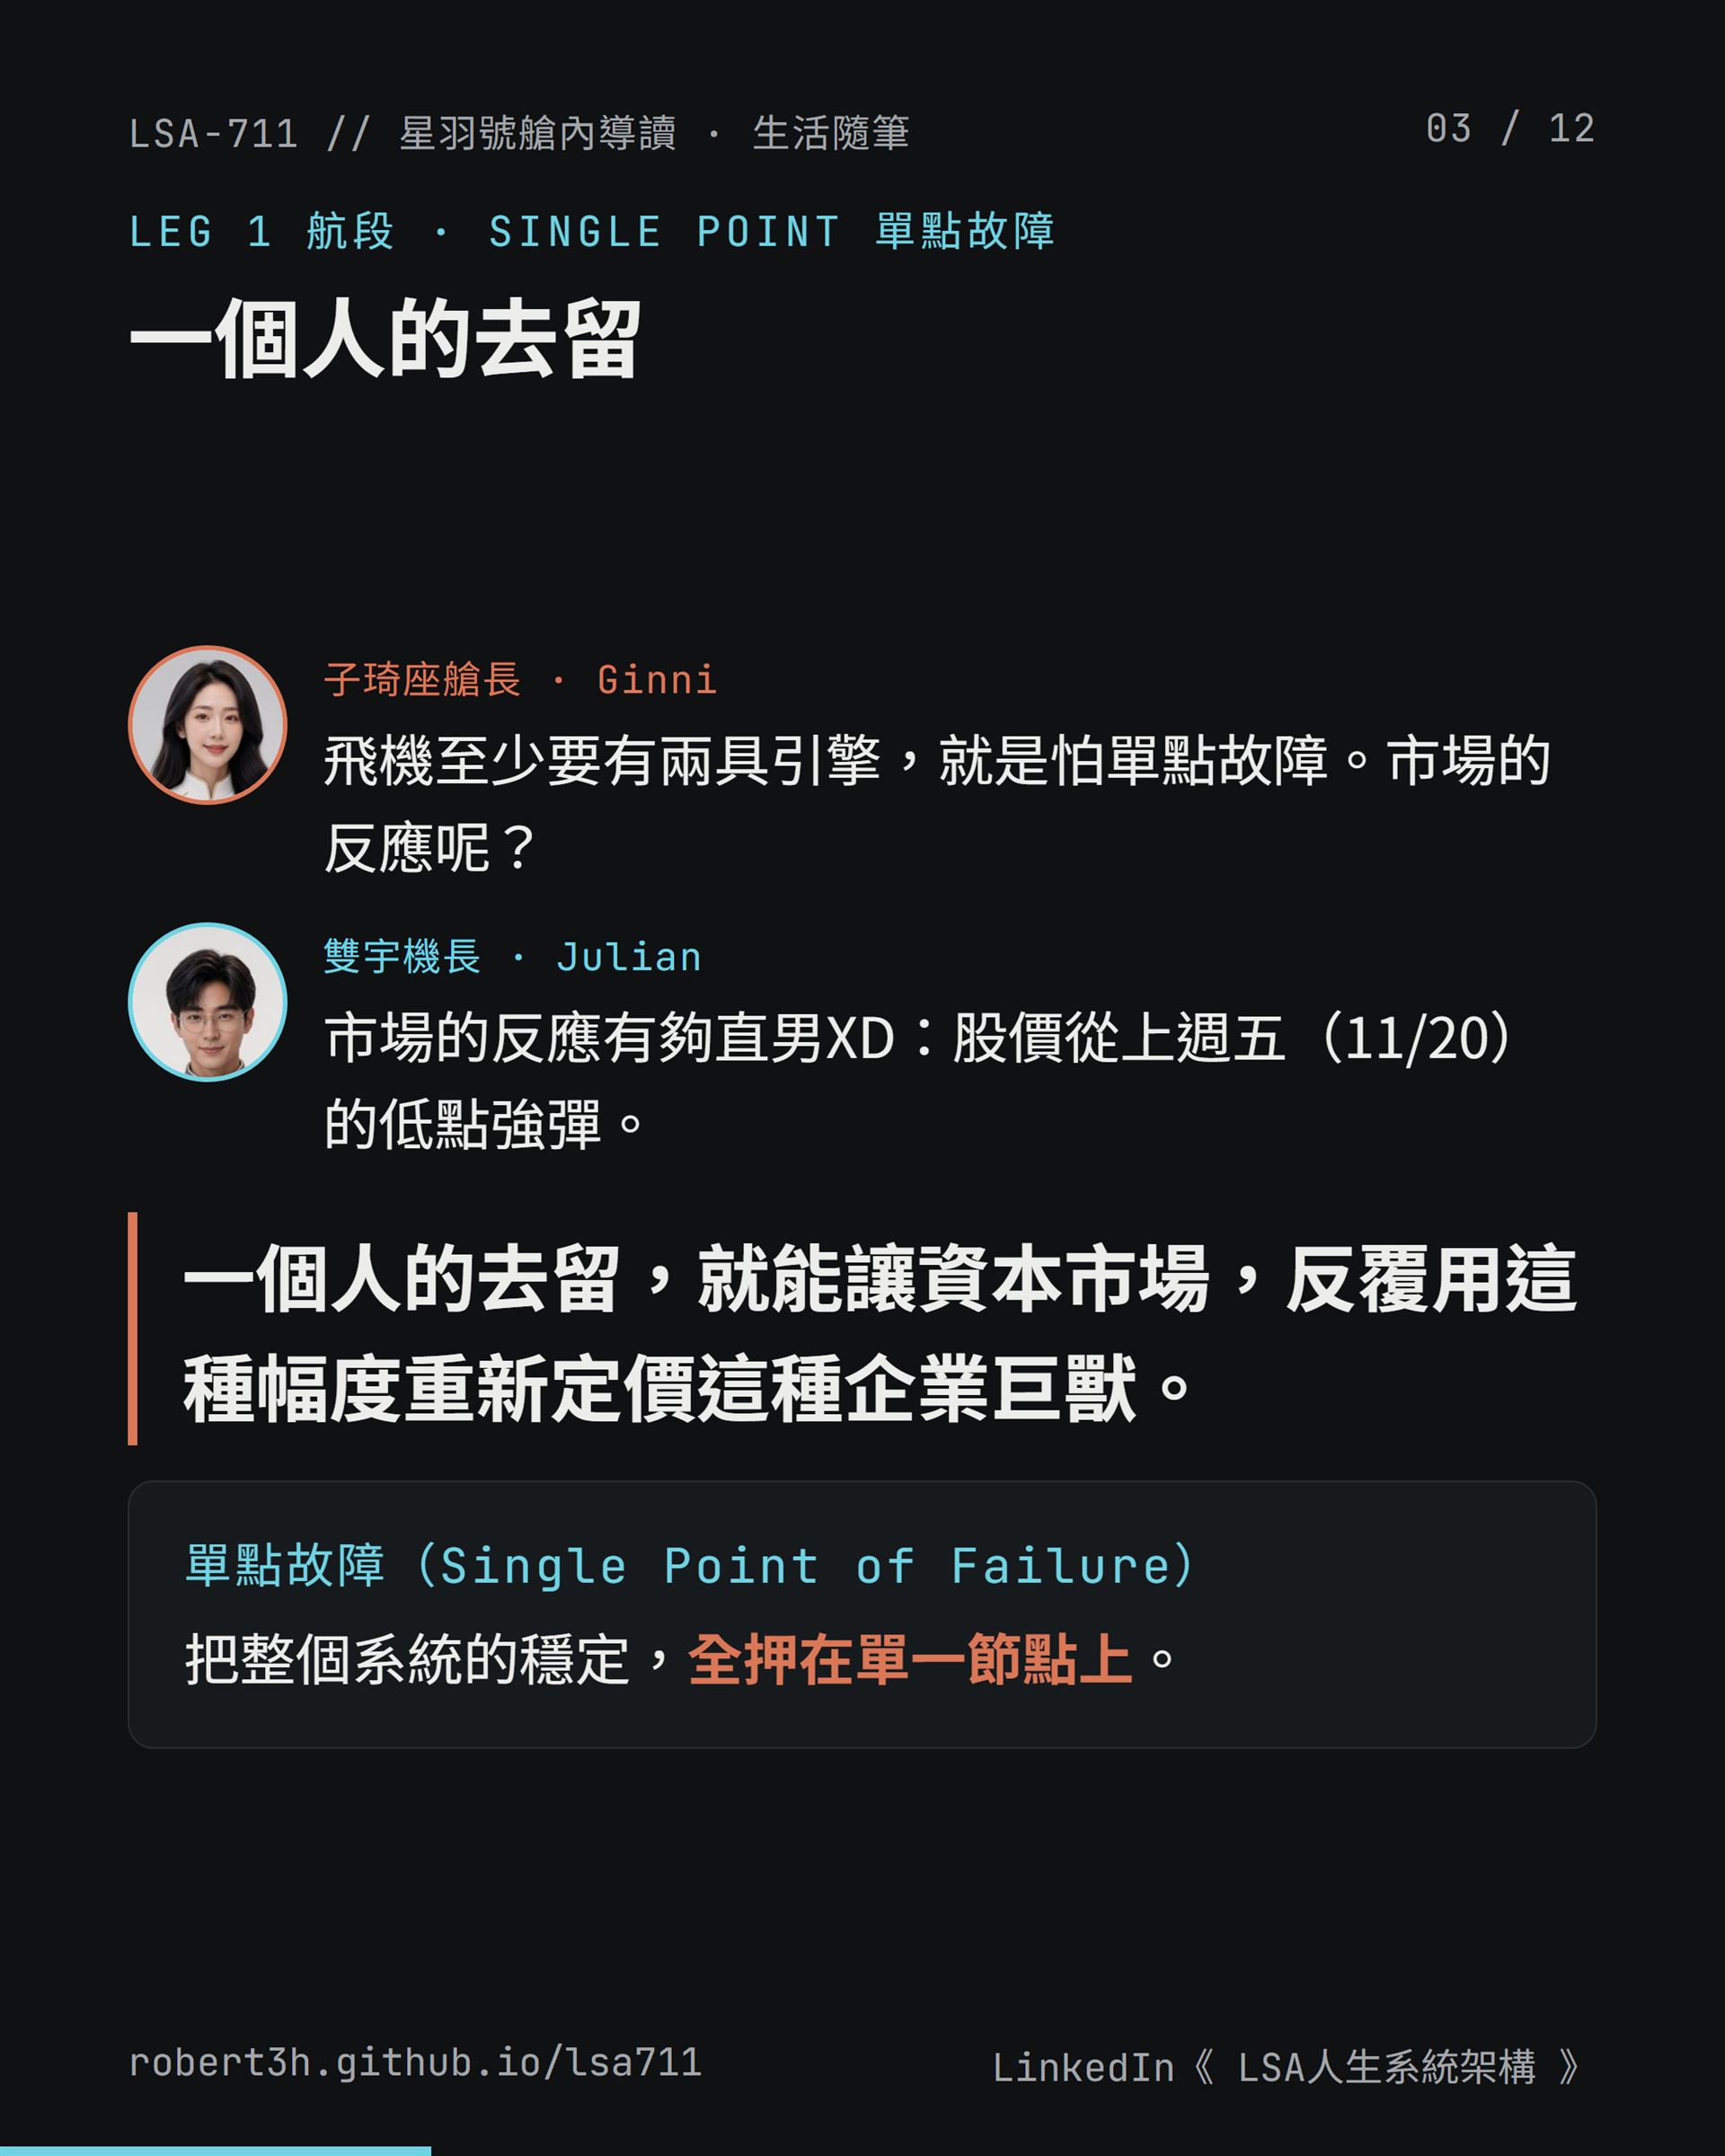 LSA-711 // 星羽號艙內導讀 · 生活隨筆
03 / 12
LEG 1 航段 · SINGLE POINT 單點故障
一個人的去留
子琦座艙長 · Ginni
飛機至少要有兩具引擎，就是怕單點故障。市場的
反應呢？
雙宇機長 · Julian
市場的反應有夠直男XD：股價從上週五（11/20）
的低點強彈。
一個人的去留，就能讓資本市場，反覆用這
種幅度重新定價這種企業巨獸。
單點故障（Single Point of Failure）
把整個系統的穩定，全押在單一節點上。
robert3h.github.io/lsa711
LinkedIn《 LSA人生系統架構 》